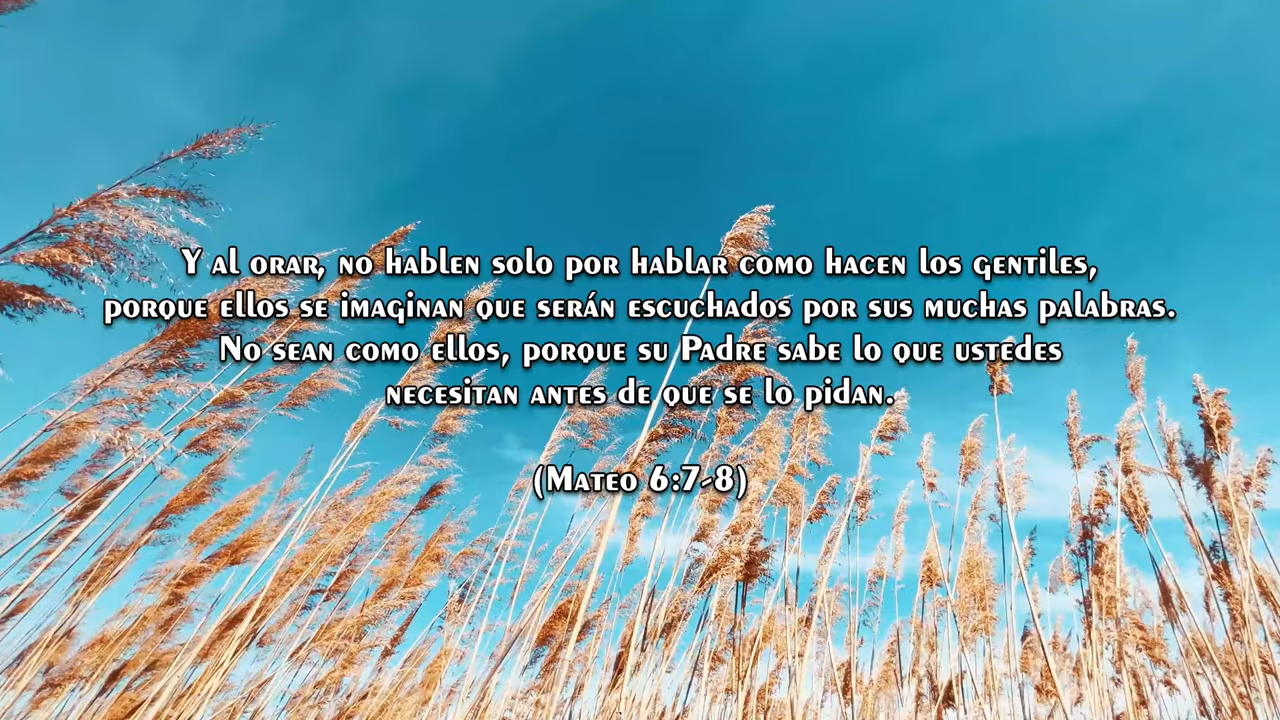 Y al orar, no hablen solo por hablar como hacen los gentiles,
porque ellos se imaginan que serán escuchados por sus muchas palabras.
No sean como ellos, porque su Padre sabe lo que ustedes
necesitan antes de que se lo pidan.
(Mateo 6:7-8)